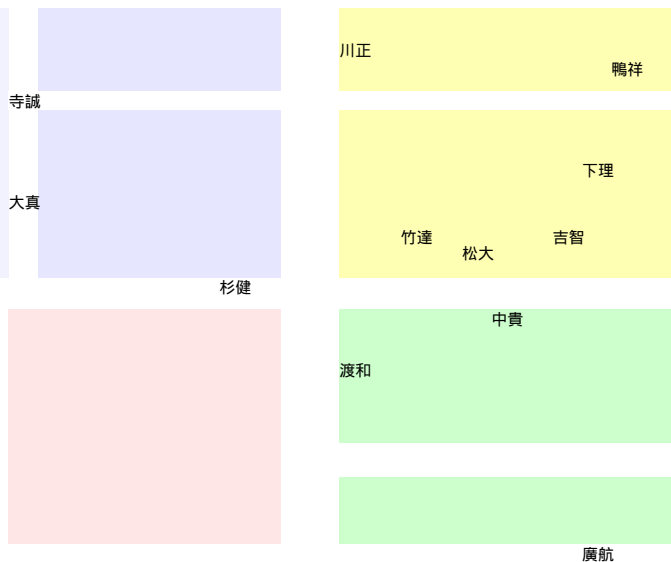 川正
鴨祥
寺誠
下理
大真
竹達
吉智
松大
杉健
中貴
渡和
廣航